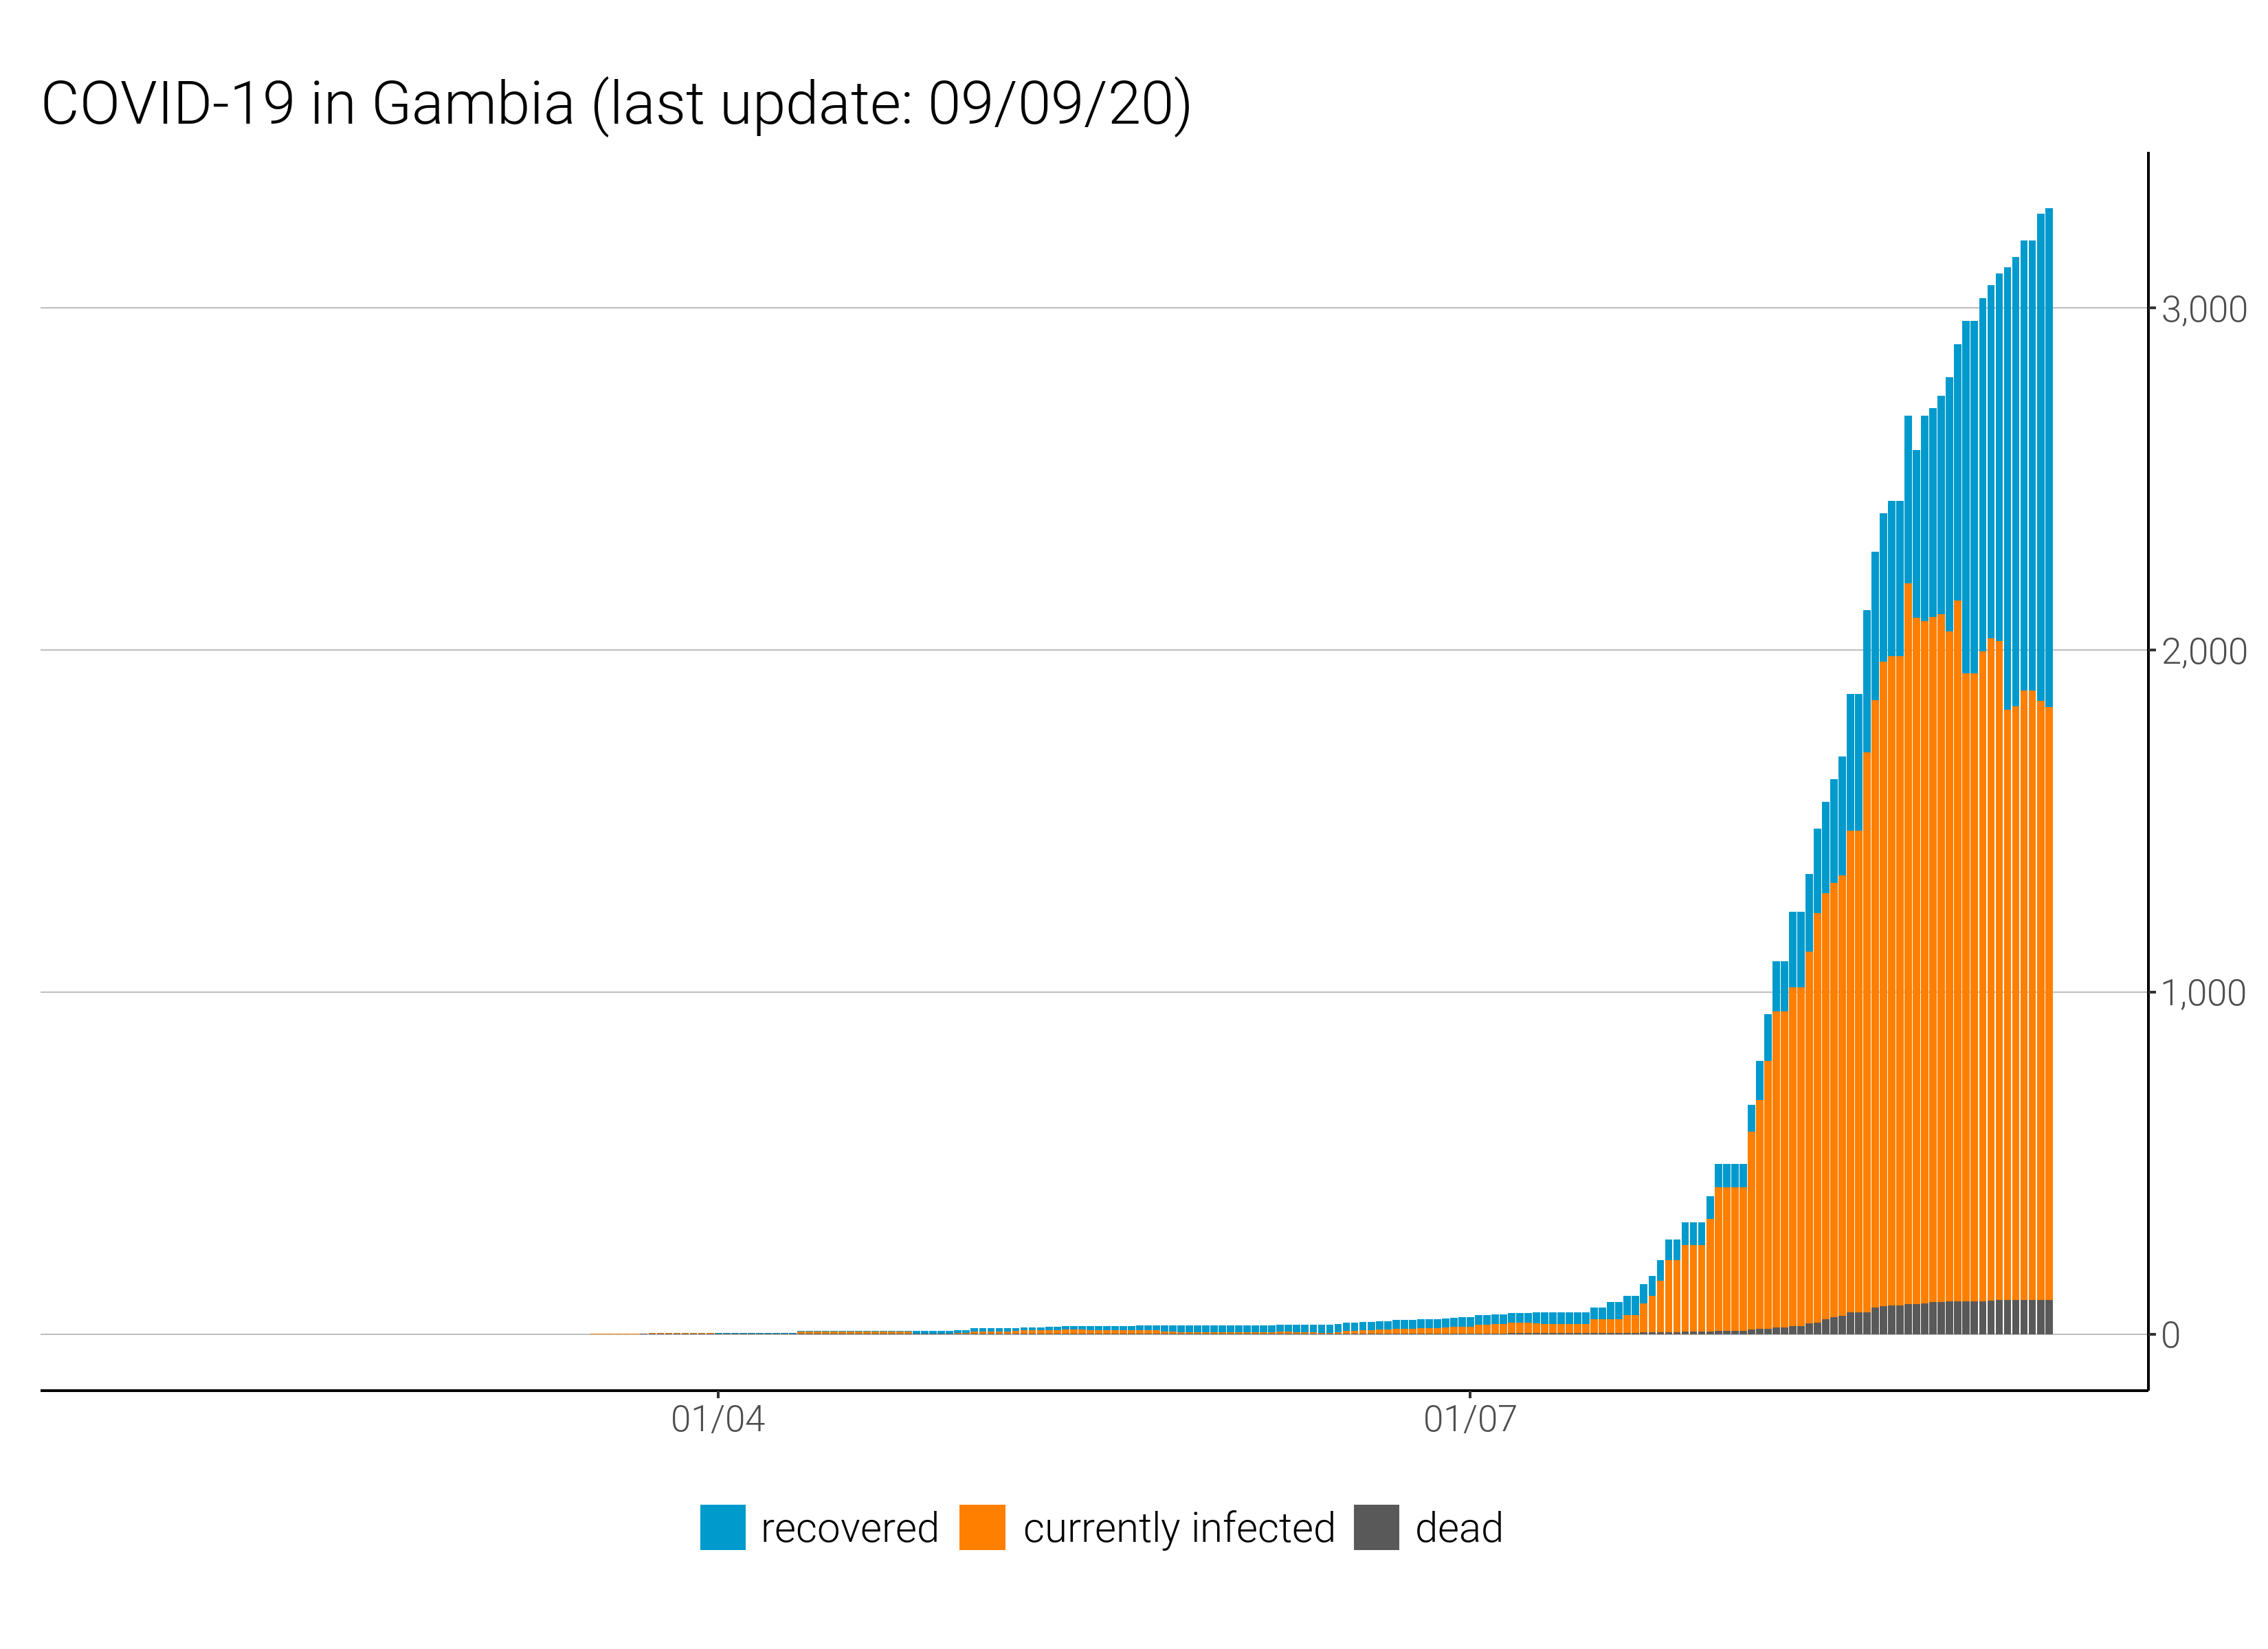 COVID-19 in Gambia (last update: 09/09/20)
3,000
2,000
1,000
0
01/04 01/07
recovered currently infected dead